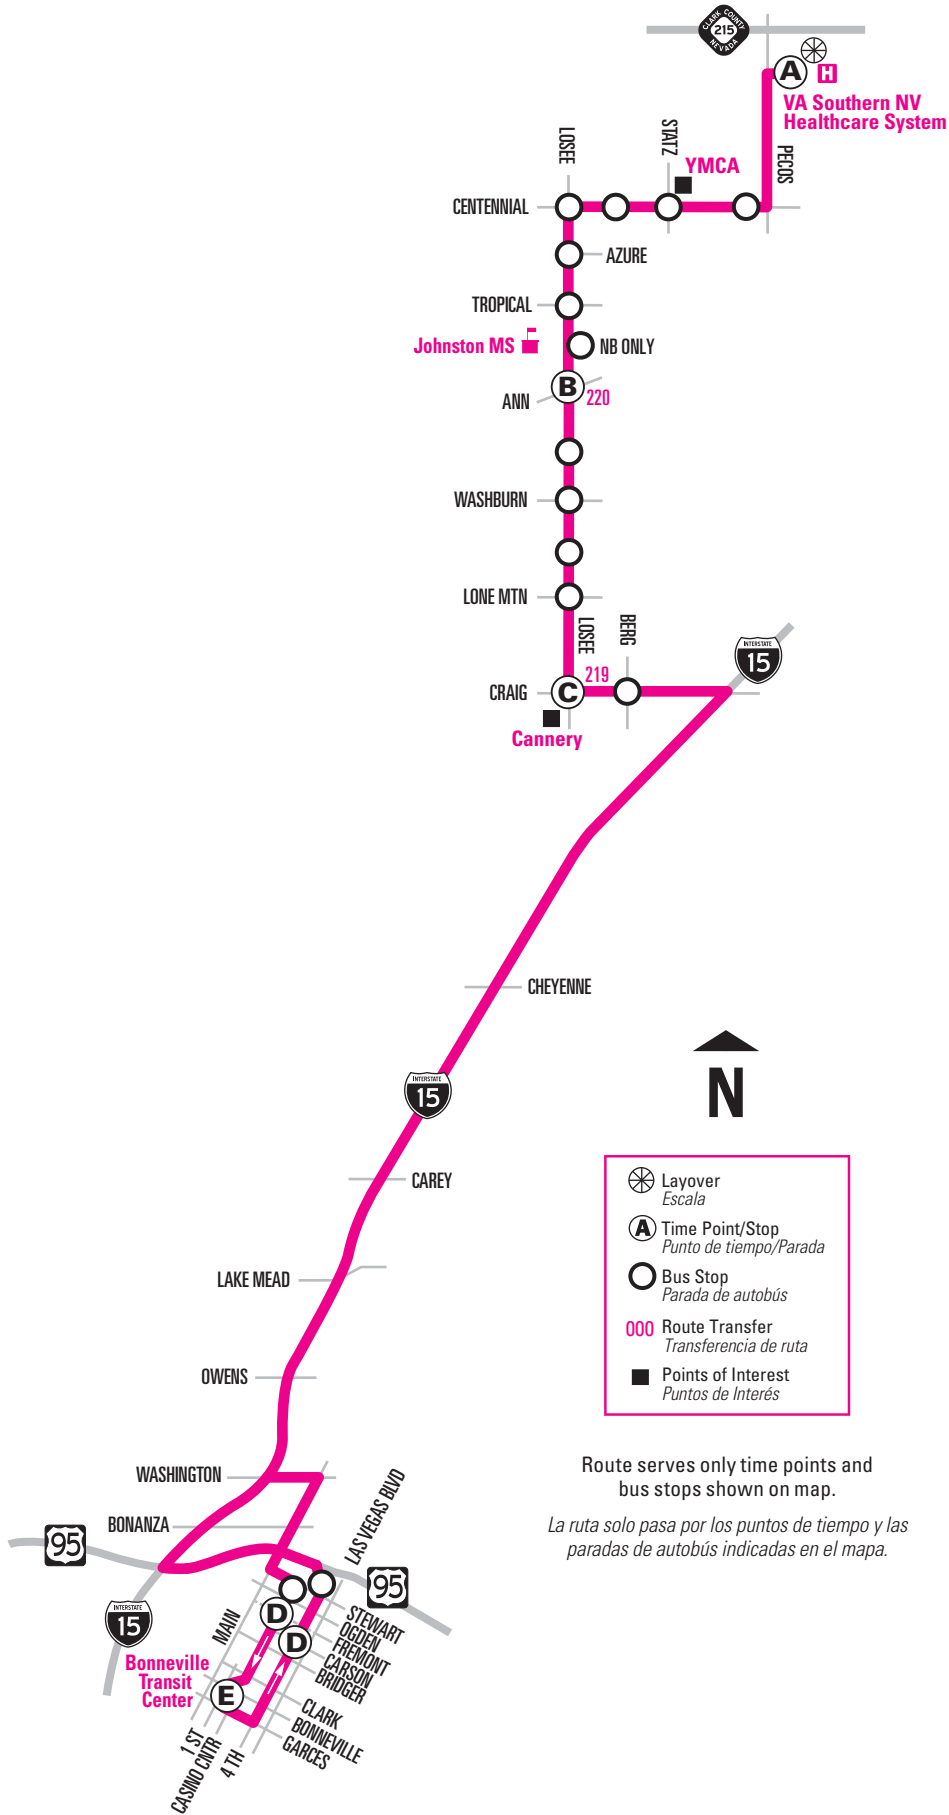 CLARK COUNTY
215
NEVADA
A
H
VA Southern NV
Healthcare System
LOSEE
STATZ
YMCA
PECOS
CENTENNIAL
AZURE
TROPICAL
Johnston MS
NB ONLY
B
ANN
220
WASHBURN
LONE MTN
LOSEE
BERG
INTERSTATE
15
219
CRAIG
C
Cannery
CHEYENNE
INTERSTATE
15
N
CAREY
A
Layover
Escala
Time Point/Stop
Punto de tiempo/Parada
Bus Stop
Parada de autobús
000
Route Transfer
Transferencia de ruta
Points of Interest
Puntos de Interés
LAKE MEAD
OWENS
Route serves only time points and
bus stops shown on map.
La ruta solo pasa por los puntos de tiempo y las
paradas de autobús indicadas en el mapa.
WASHINGTON
LAS VEGAS BLVD
BONANZA
95
95
INTERSTATE
15
MAIN
D
D
STEWART
OGDEN
FREMONT
CARSON
BRIDGER
Bonneville
Transit
Center
E
CLARK
BONNEVILLE
GARCES
1 ST
CASINO CNTR
4 TH